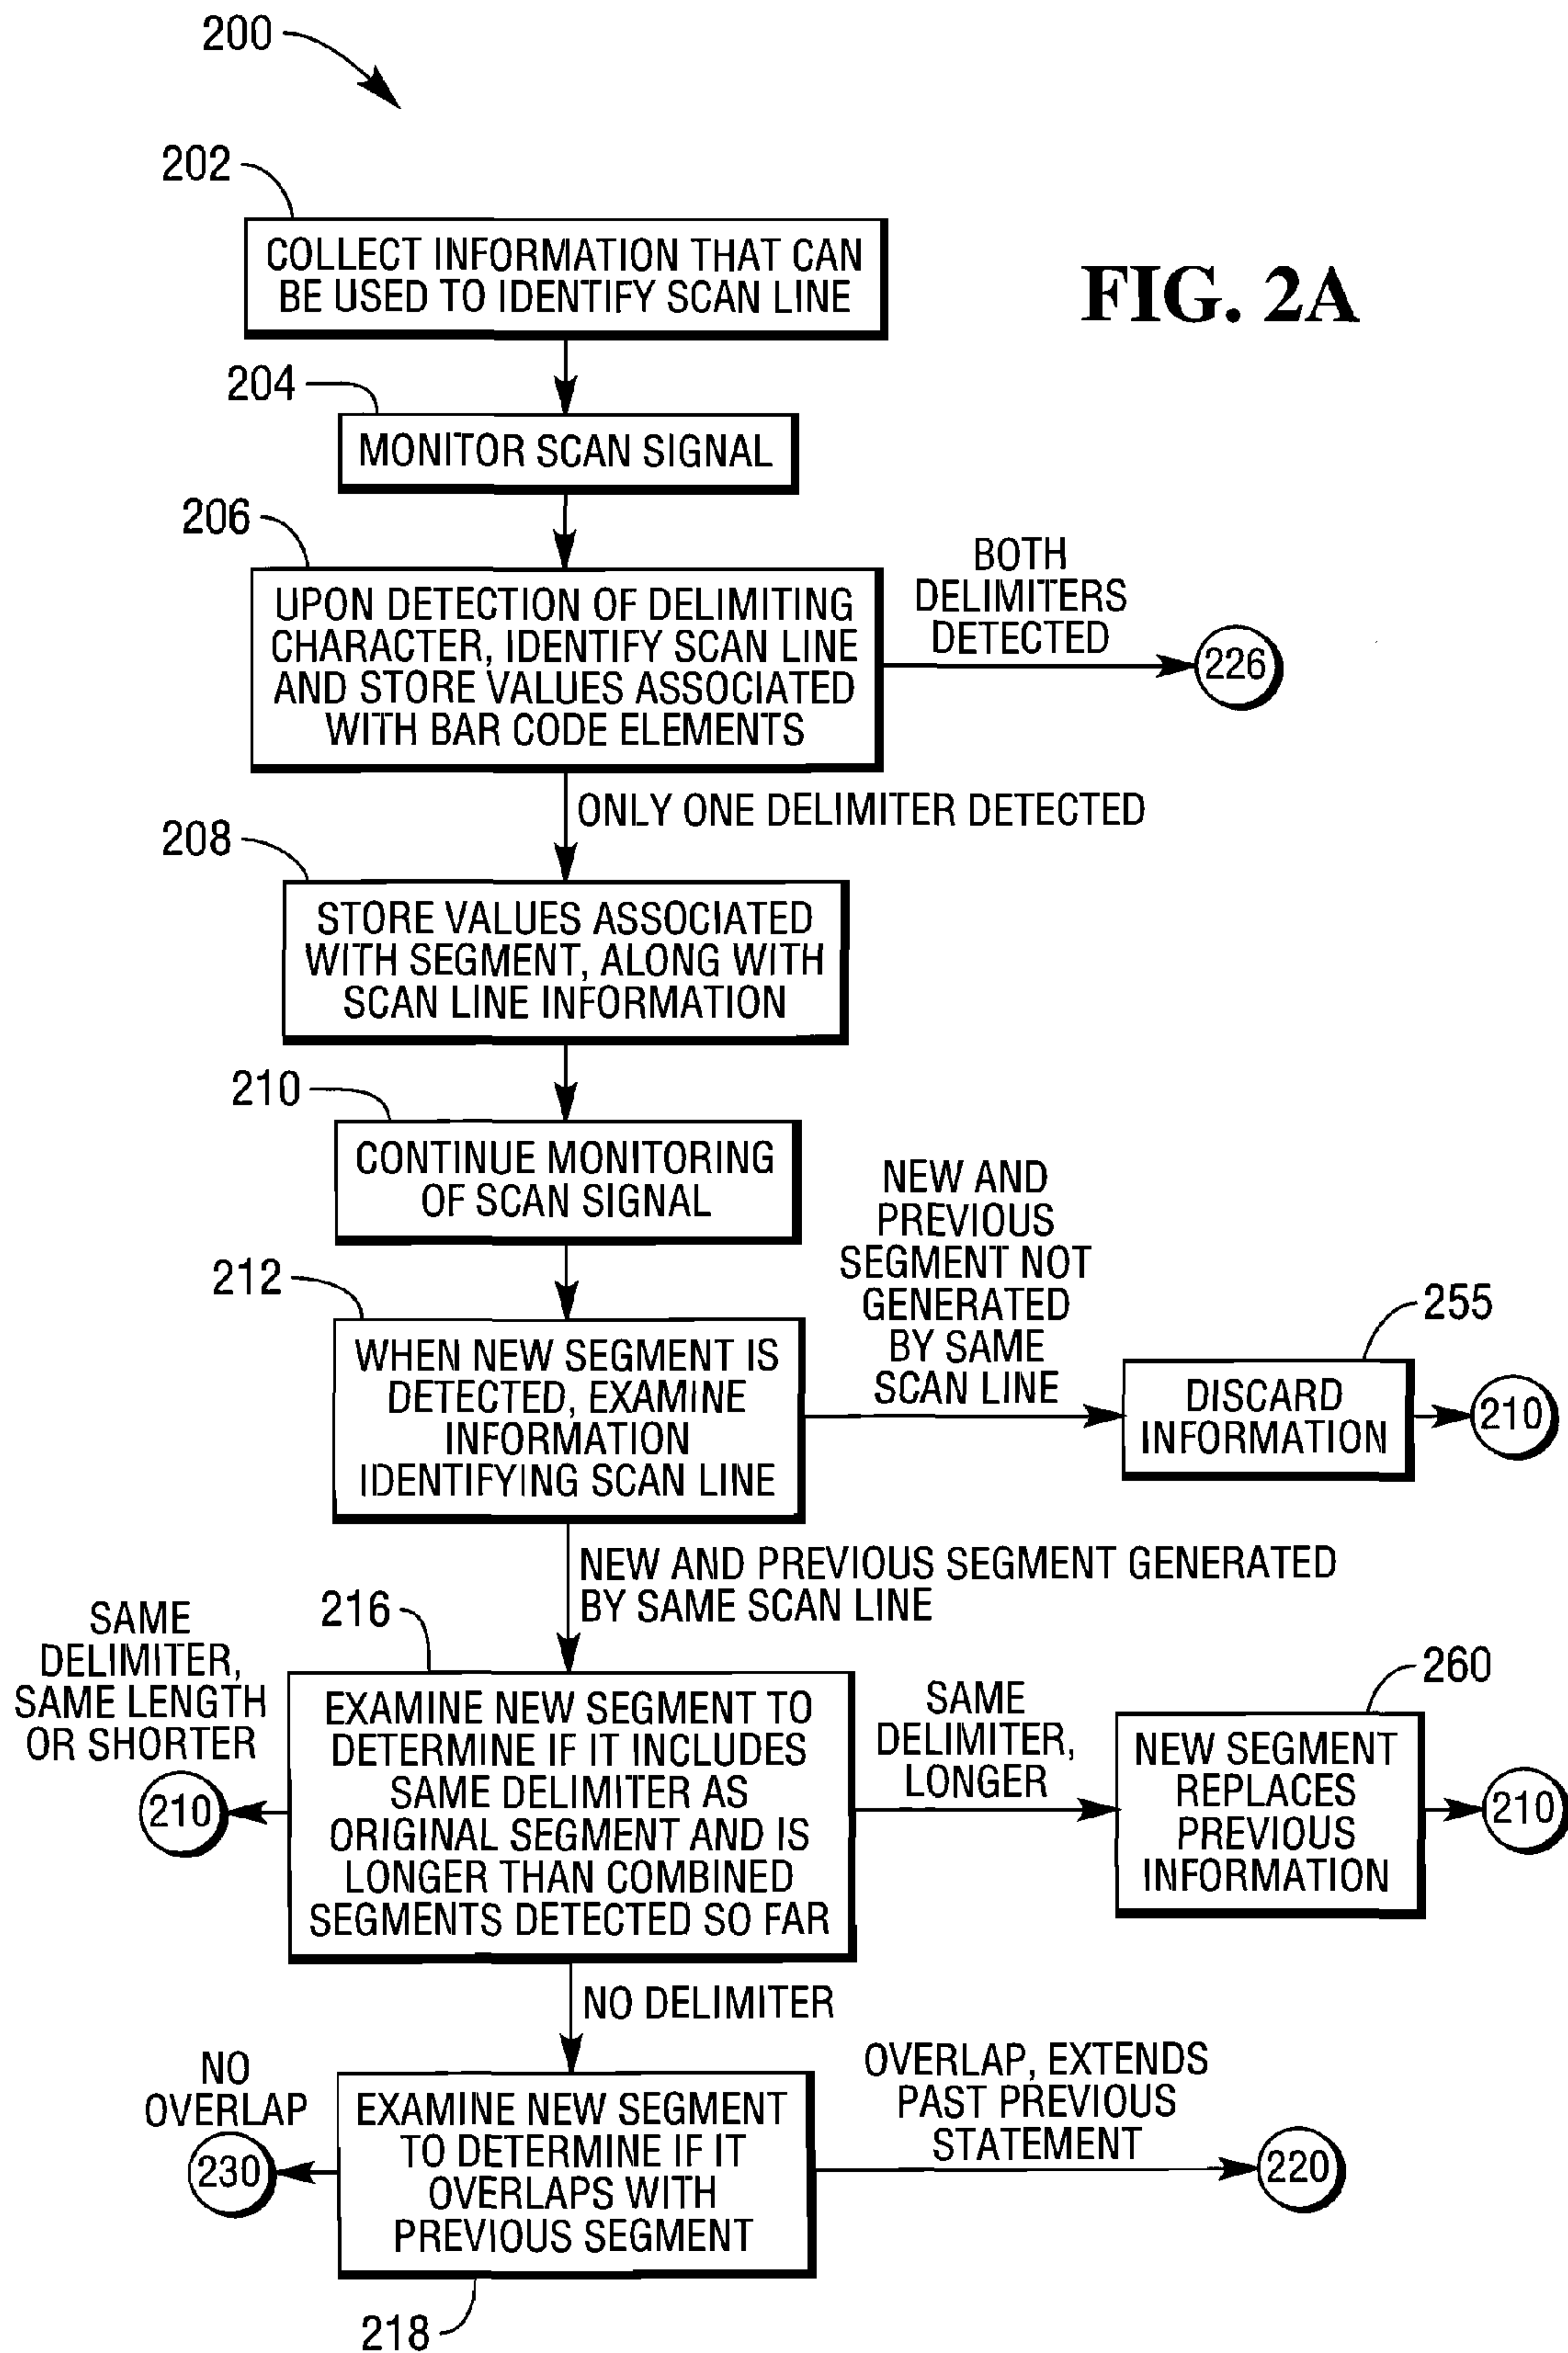 200
202
COLLECT INFORMATION THAT CAN
BE USED TO IDENTIFY SCAN LINE
FIG. 2A
204
MONITOR SCAN SIGNAL
206
UPON DETECTION OF DELIMITING
CHARACTER, IDENTIFY SCAN LINE
AND STORE VALUES ASSOCIATED
WITH BAR CODE ELEMENTS
BOTH
DELIMITERS
DETECTED
226
ONLY ONE DELIMITER DETECTED
208
STORE VALUES ASSOCIATED
WITH SEGMENT, ALONG WITH
SCAN LINE INFORMATION
210
CONTINUE MONITORING
OF SCAN SIGNAL
212
WHEN NEW SEGMENT IS
DETECTED, EXAMINE
INFORMATION
IDENTIFYING SCAN LINE
NEW AND
PREVIOUS
SEGMENT NOT
GENERATED
BY SAME
SCAN LINE
255
DISCARD
INFORMATION
210
NEW AND PREVIOUS SEGMENT GENERATED
BY SAME SCAN LINE
216
SAME
DELIMITER,
SAME LENGTH
OR SHORTER
210
EXAMINE NEW SEGMENT TO
DETERMINE IF IT INCLUDES
SAME DELIMITER AS
ORIGINAL SEGMENT AND IS
LONGER THAN COMBINED
SEGMENTS DETECTED SO FAR
SAME
DELIMITER,
LONGER
260
NEW SEGMENT
REPLACES
PREVIOUS
INFORMATION
210
NO DELIMITER
NO
OVERLAP
230
EXAMINE NEW SEGMENT
TO DETERMINE IF IT
OVERLAPS WITH
PREVIOUS SEGMENT
OVERLAP, EXTENDS
PAST PREVIOUS
STATEMENT
220
218